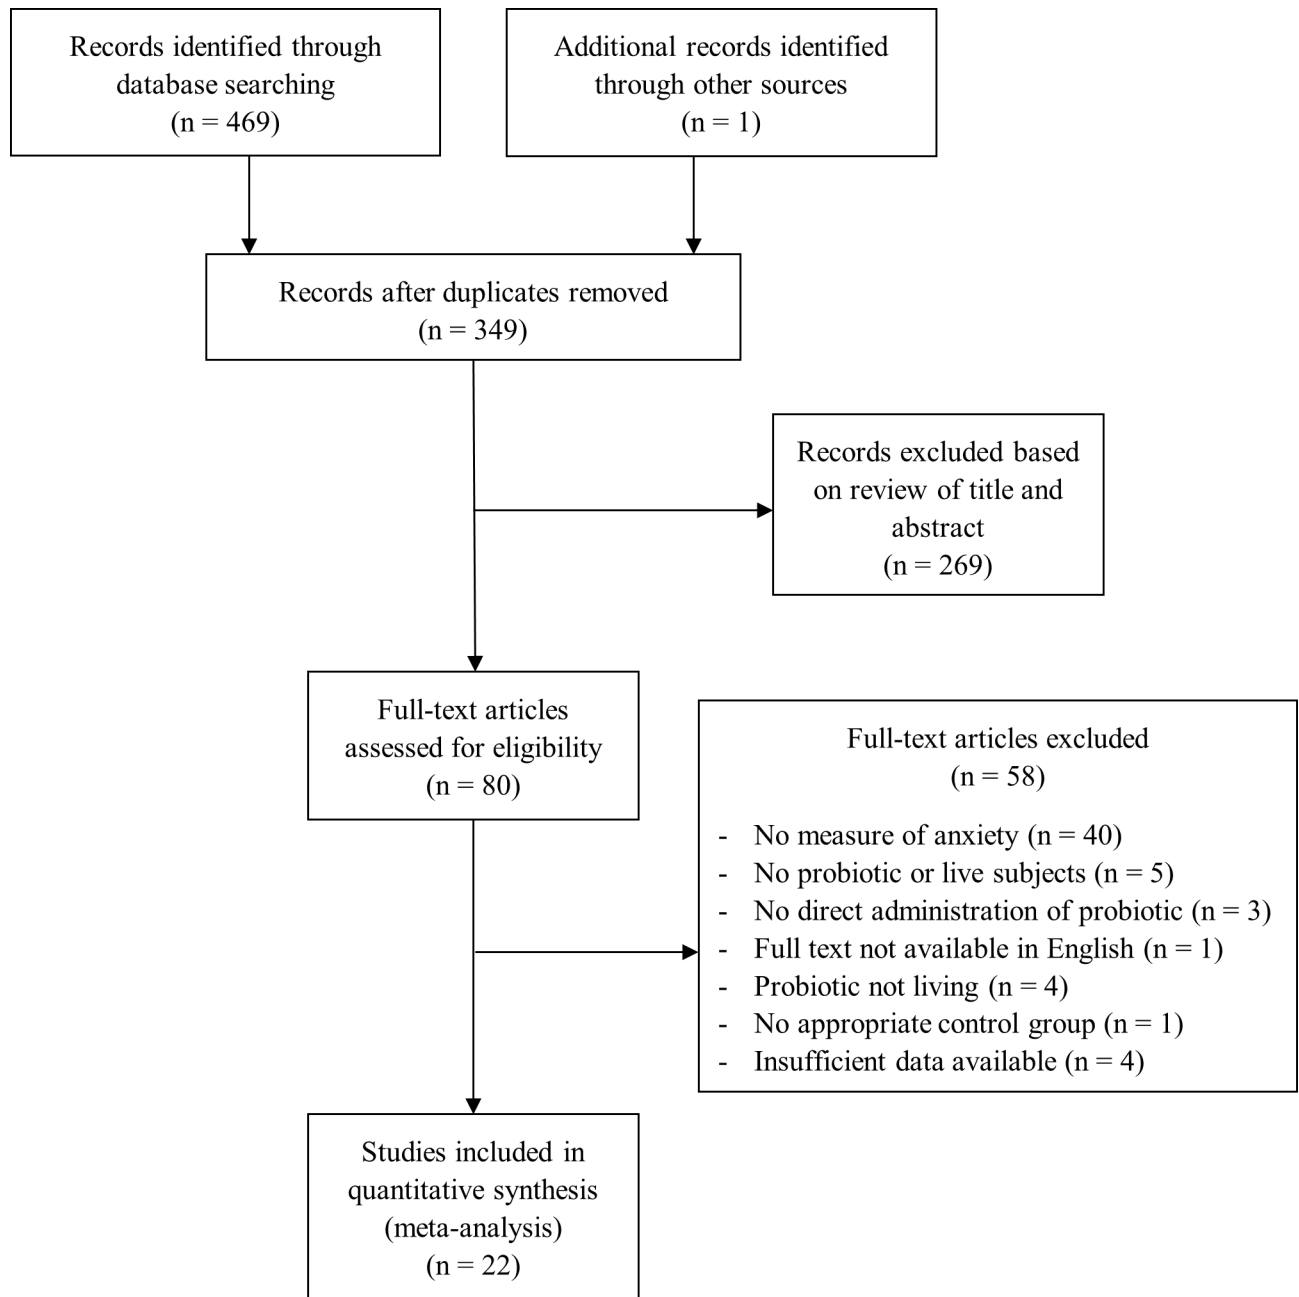 Records identified through
database searching
(n = 469)
Additional records identified
through other sources
(n = 1)
Records after duplicates removed
(n = 349)
Records excluded based
on review of title and
abstract
(n = 269)
Full-text articles
assessed for eligibility
(n = 80)
Full-text articles excluded
(n = 58)
- No measure of anxiety (n = 40)
- No probiotic or live subjects (n = 5)
- No direct administration of probiotic (n = 3)
- Full text not available in English (n = 1)
- Probiotic not living (n = 4)
- No appropriate control group (n = 1)
- Insufficient data available (n = 4)
Studies included in
quantitative synthesis
(meta-analysis)
(n = 22)